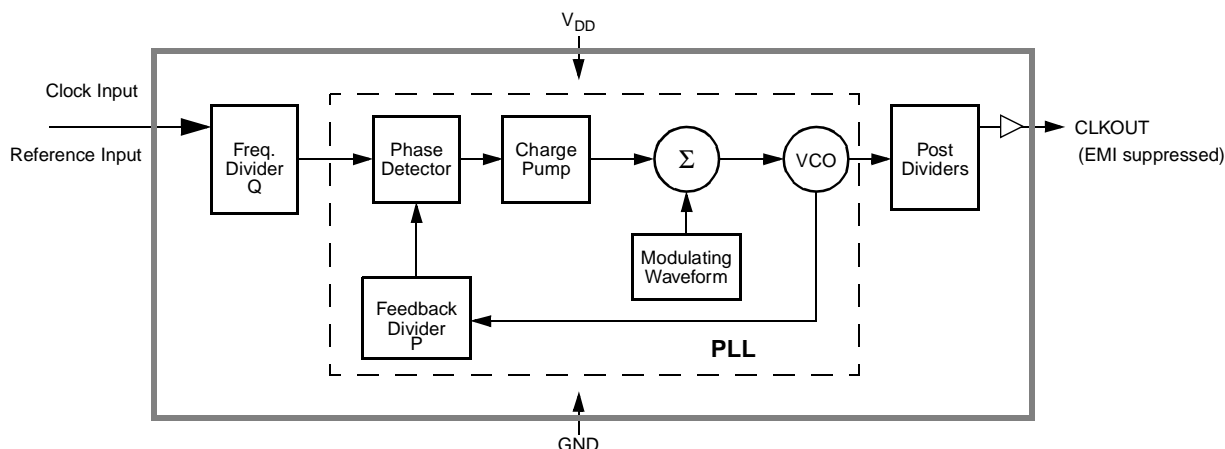 VDD
Clock Input
Reference Input
Freq.
Divider
Q
Phase
Detector
Charge
Pump
Σ
VCO
Post
Dividers
CLKOUT
(EMI suppressed)
Modulating
Waveform
Feedback
Divider
P
PLL
GND